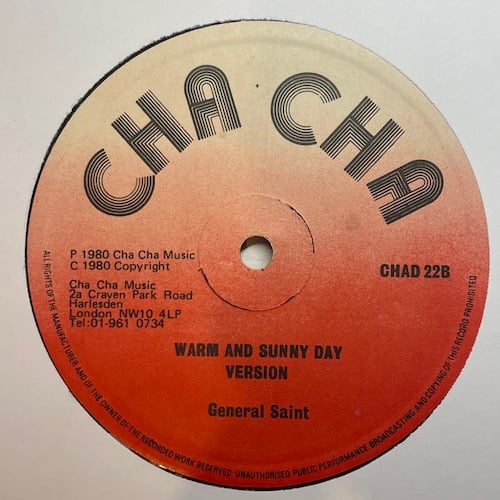 CHA CHA
P 1980 Cha Cha Music
C 1980 Copyright
Cha Cha Music
2a Craven Park Road
Harlesden
London NW10 4LP
Tel:01-961 0734
CHAD 22B
WARM AND SUNNY DAY
VERSION
General Saint
ALL RIGHTS OF THE MANUFACTURER AND OF THE OWNER OF THE RECORDED WORK RESERVED UNAUTHORISED PUBLIC PERFORMANCE BROADCASTING AND COPYING OF THIS RECORD PROHIBITED